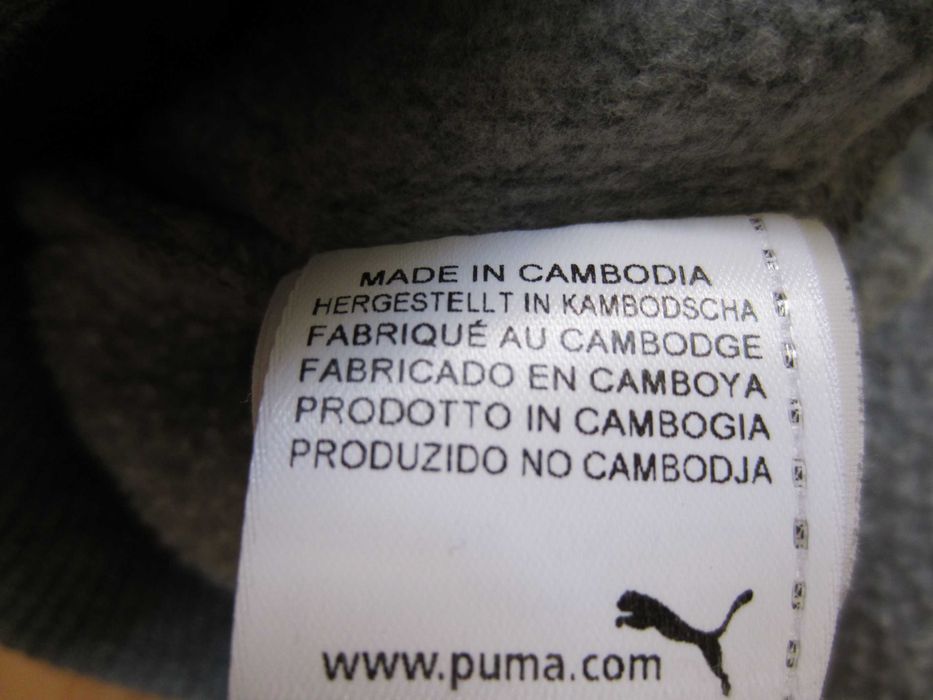 MADE IN CAMBODIA
HERGESTELLT IN KAMBODSCHA
FABRIQUÉ AU CAMBODGE
FABRICADO EN CAMBOYA
PRODOTTO IN CAMBOGIA
PRODUZIDO NO CAMBODJA
www.puma.com